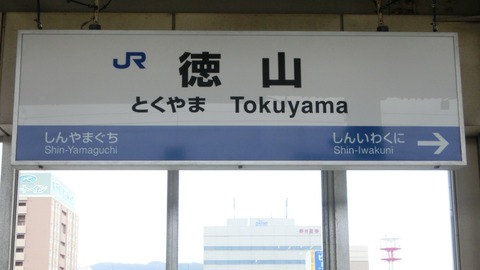 JR 徳山
とくやま Tokuyama
しんやまぐち しんいわくに
Shin-Yamaguchi Shin-Iwakuni